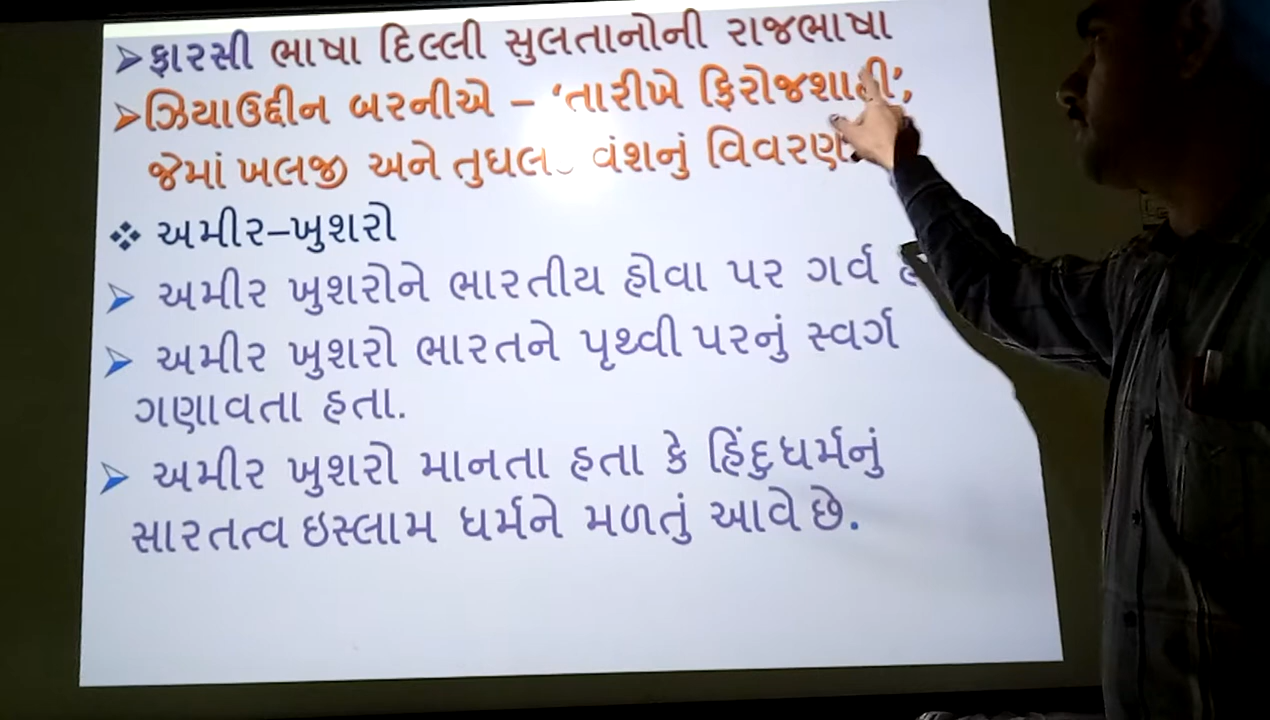 ફારસી ભાષા દિલ્લી સુલતાનોની રાજભાષા
ઝિયાઉદ્દીન બરનીએ – ‘તારીખે ફિરોજશાહી’,
જેમાં ખલજી અને વંશનું વિવરણ
અમીર–ખુશરો
અમીર ખુશરોને ભારતીય હોવા પર ગર્વ
અમીર ખુશરો ભારતને પૃથ્વી પરનું સ્વર્ગ
ગણાવતા હતા.
અમીર ખુશરો માનતા હતા કે હિંદુધર્મનું
સારતત્વ ઇસ્લામ ધર્મને મળતું આવે છે.